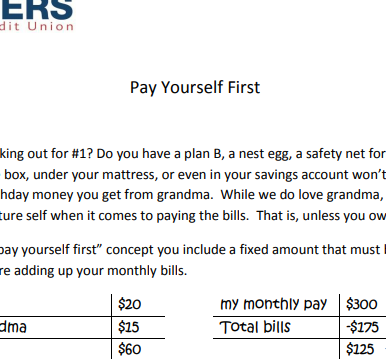 ERS
dit Union
Pay Yourself First
king out for #1? Do you have a plan B, a nest egg, a safety net for
box, under your mattress, or even in your savings account won't
hday money you get from grandma. While we do love grandma,
ture self when it comes to paying the bills. That is, unless you ow
pay yourself first" concept you include a fixed amount that must
re adding up your monthly bills.
$20 my monthly pay $300
dma $15 Total bills -$175
$60 $125